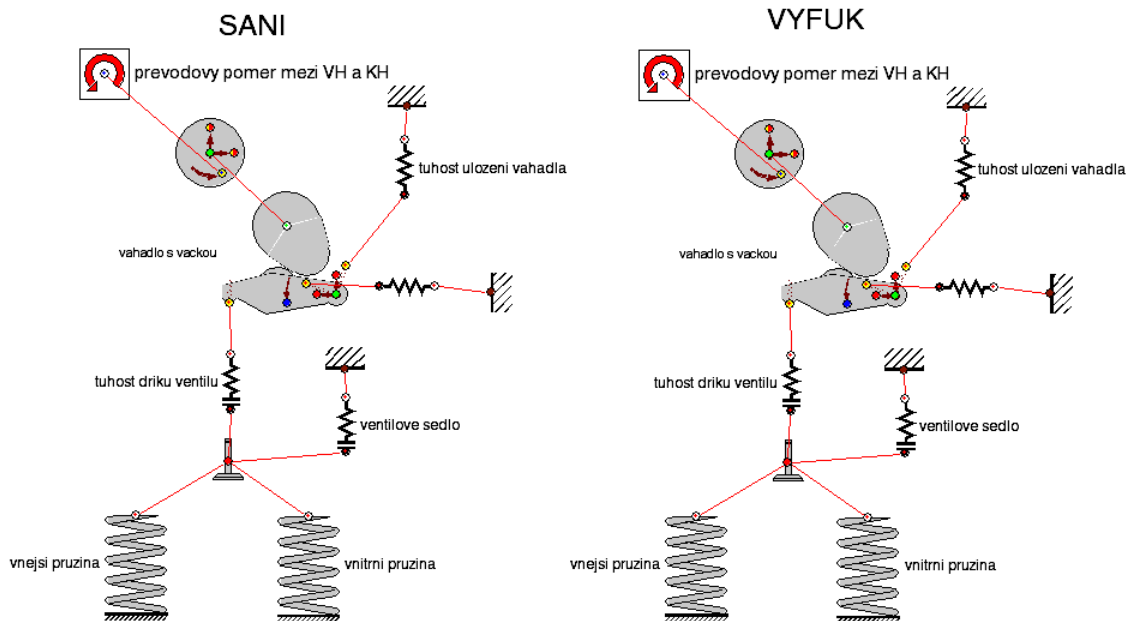 SANI
prevodovy pomer mezi VH a KH
tuhost ulozeni vahadla
vahadlo s vackou
tuhost driku ventilu
ventilove sedlo
vnejsi pruzina
vnitrni pruzina
VYFUK
prevodovy pomer mezi VH a KH
tuhost ulozeni vahadla
vahadlo s vackou
tuhost driku ventilu
ventilove sedlo
vnejsi pruzina
vnitrni pruzina